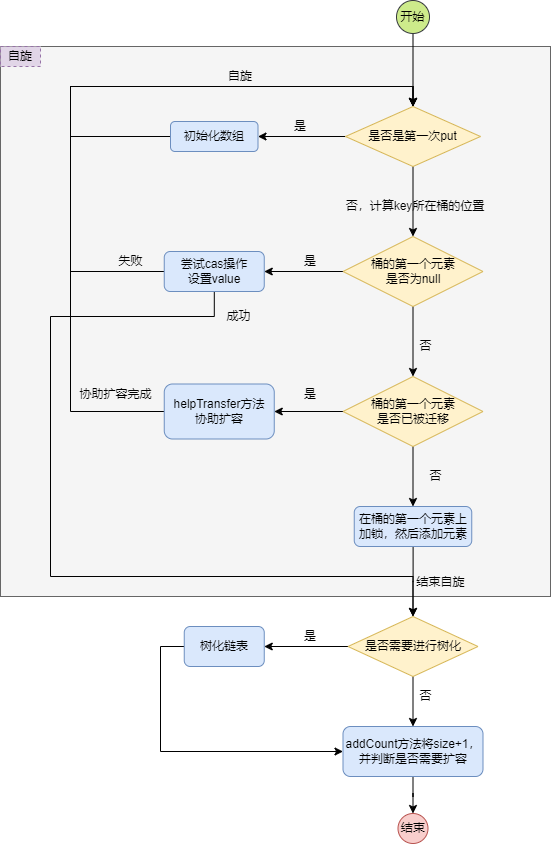 开始
自旋
自旋
是否是第一次put
是
初始化数组
否，计算key所在桶的位置
桶的第一个元素
是否为null
是
尝试cas操作
设置value
失败
成功
否
桶的第一个元素
是否已被迁移
是
helpTransfer方法
协助扩容
协助扩容完成
否
在桶的第一个元素上
加锁，然后添加元素
结束自旋
是否需要进行树化
是
树化链表
否
addCount方法将size+1，
并判断是否需要扩容
结束